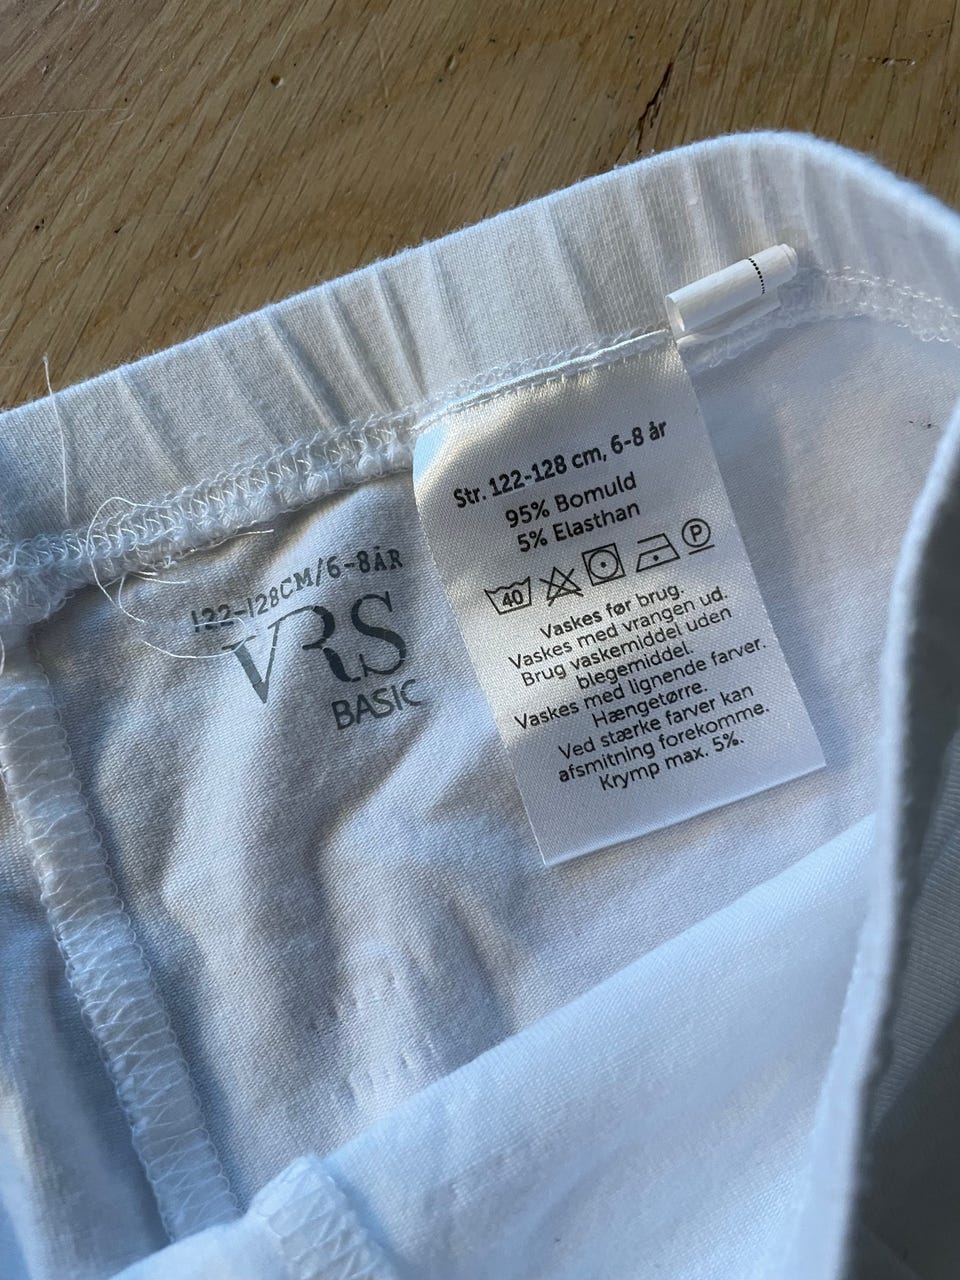 122-128CM/6-8ÅR
VRS
BASIC
Str. 122-128 cm, 6-8 år
95% Bomuld
5% Elasthan
40 P
Vaskes før brug.
Vaskes med vrangen ud.
Brug vaskemiddel uden
blegemiddel.
Vaskes med lignende farver.
Hængetørre.
Ved stærke farver kan
afsmitning forekomme.
Krymp max. 5%.